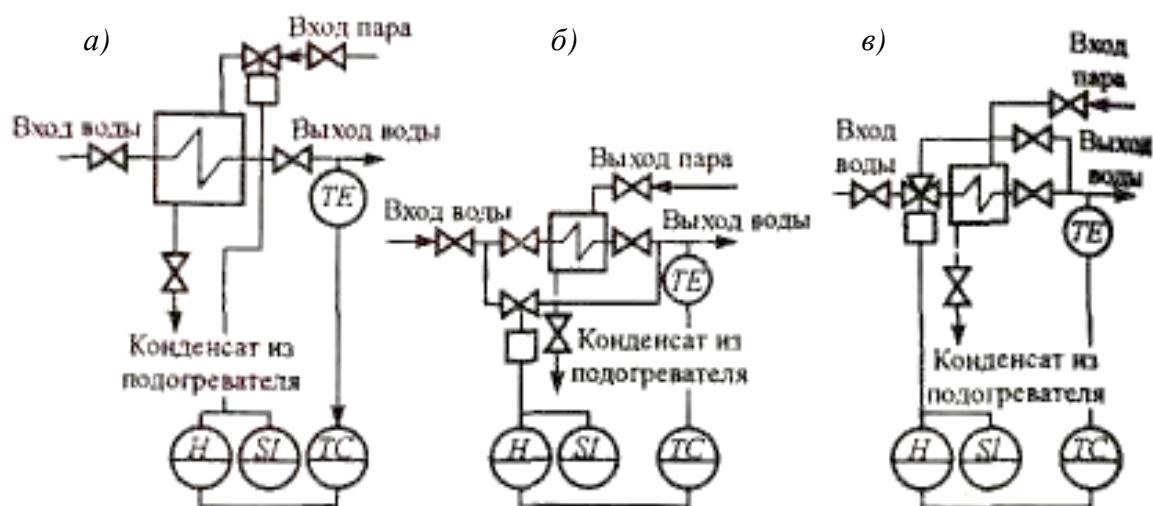 а)
Вход пара
Вход воды
Выход воды
TE
Конденсат из
подогревателя
H
SI
TC
б)
Выход пара
Вход воды
Выход воды
TE
Конденсат из
подогревателя
H
SI
TC
в)
Вход
пара
Вход
воды
Выход
воды
TE
Конденсат из
подогревателя
H
SI
TC